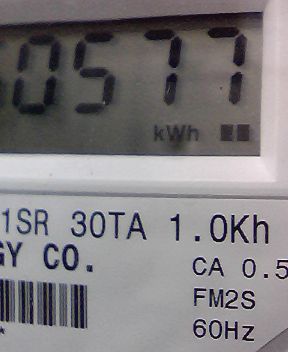 0577
kWh
1SR 30TA 1.0Kh
GY CO.
CA 0.5
FM2S
60Hz